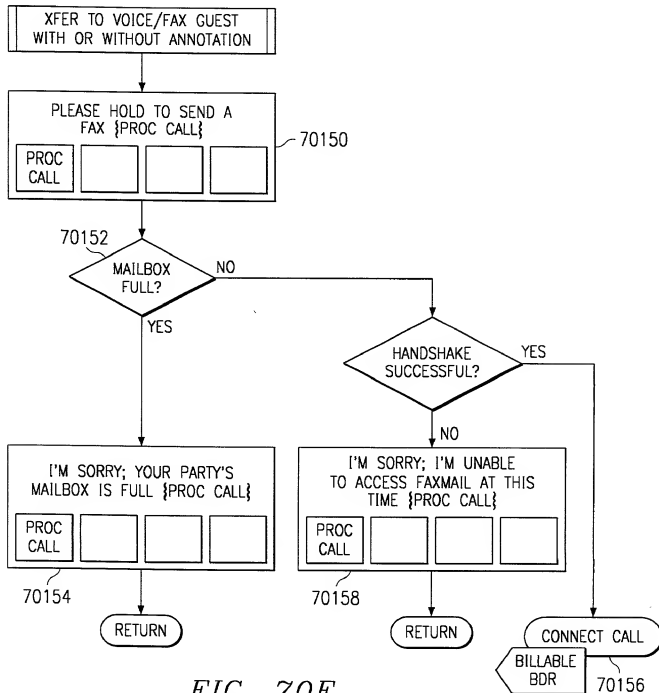 XFER TO VOICE/FAX GUEST
WITH OR WITHOUT ANNOTATION
PLEASE HOLD TO SEND A
FAX {PROC CALL}
PROC
CALL
70150
70152
MAILBOX
FULL?
NO
YES
HANDSHAKE
SUCCESSFUL?
YES
NO
I'M SORRY; YOUR PARTY'S
MAILBOX IS FULL {PROC CALL}
PROC
CALL
70154
RETURN
I'M SORRY; I'M UNABLE
TO ACCESS FAXMAIL AT THIS
TIME {PROC CALL}
PROC
CALL
70158
RETURN
CONNECT CALL
BILLABLE
BDR
70156